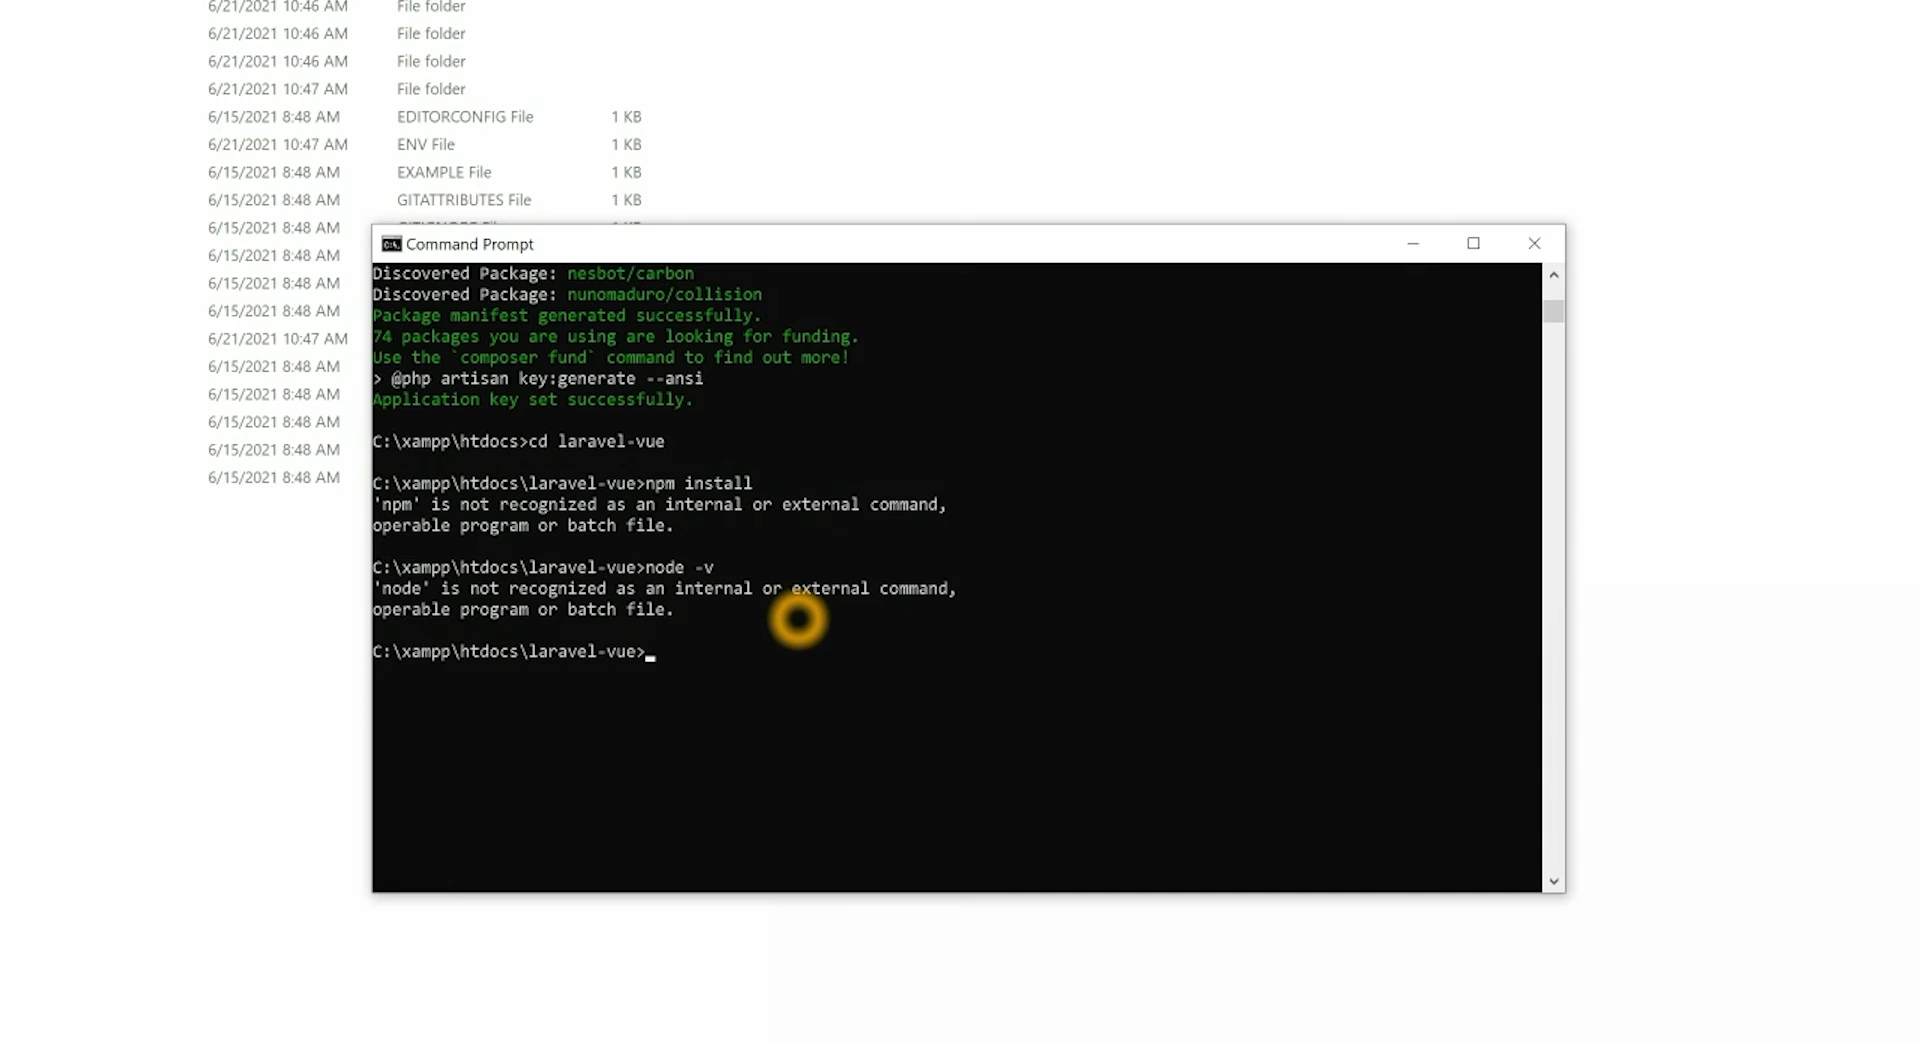 6/21/2021 10:46 AM File folder
6/21/2021 10:46 AM File folder
6/21/2021 10:46 AM File folder
6/21/2021 10:47 AM File folder
6/15/2021 8:48 AM EDITORCONFIG File 1 KB
6/21/2021 10:47 AM ENV File 1 KB
6/15/2021 8:48 AM EXAMPLE File 1 KB
6/15/2021 8:48 AM GITATTRIBUTES File 1 KB
6/15/2021 8:48 AM
6/15/2021 8:48 AM
6/15/2021 8:48 AM
6/15/2021 8:48 AM
6/21/2021 10:47 AM
6/15/2021 8:48 AM
6/15/2021 8:48 AM
6/15/2021 8:48 AM
6/15/2021 8:48 AM
6/15/2021 8:48 AM
Command Prompt
Discovered Package: nesbot/carbon
Discovered Package: nunomaduro/collision
Package manifest generated successfully.
74 packages you are using are looking for funding.
Use the `composer fund` command to find out more!
> @php artisan key:generate --ansi
Application key set successfully.
C:\xampp\htdocs>cd laravel-vue
C:\xampp\htdocs\laravel-vue>npm install
'npm' is not recognized as an internal or external command,
operable program or batch file.
C:\xampp\htdocs\laravel-vue>node -v
'node' is not recognized as an internal or external command,
operable program or batch file.
C:\xampp\htdocs\laravel-vue>